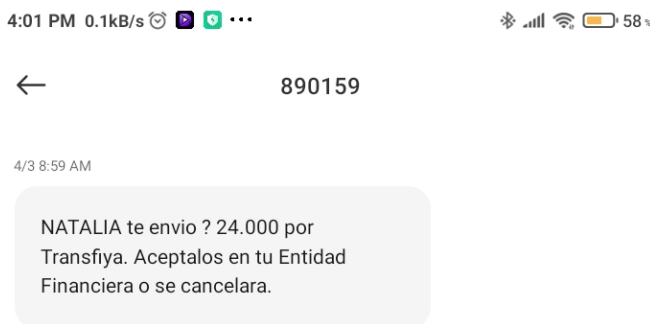 4:01 PM 0.1kB/s ••• 58
890159
4/3 8:59 AM
NATALIA te envio ? 24.000 por
Transfiya. Aceptalos en tu Entidad
Financiera o se cancelara.